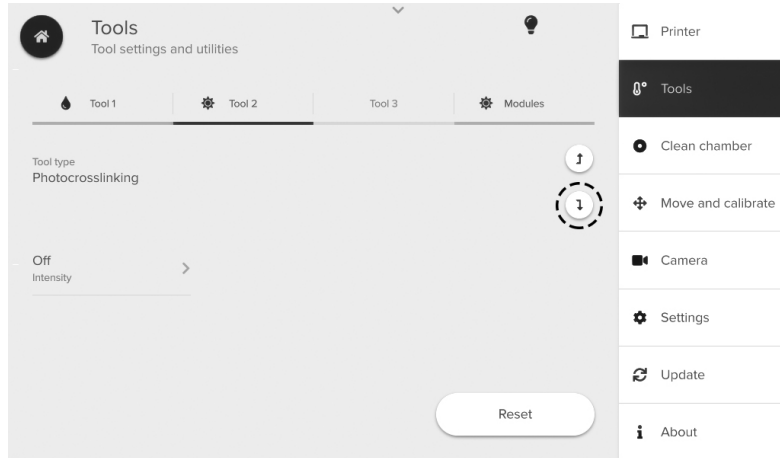 Tools
Tool settings and utilities
Tool 1
Tool 2
Tool 3
Modules
Tool type
Photocrosslinking
Off
Intensity
Reset
Printer
Tools
Clean chamber
Move and calibrate
Camera
Settings
Update
About